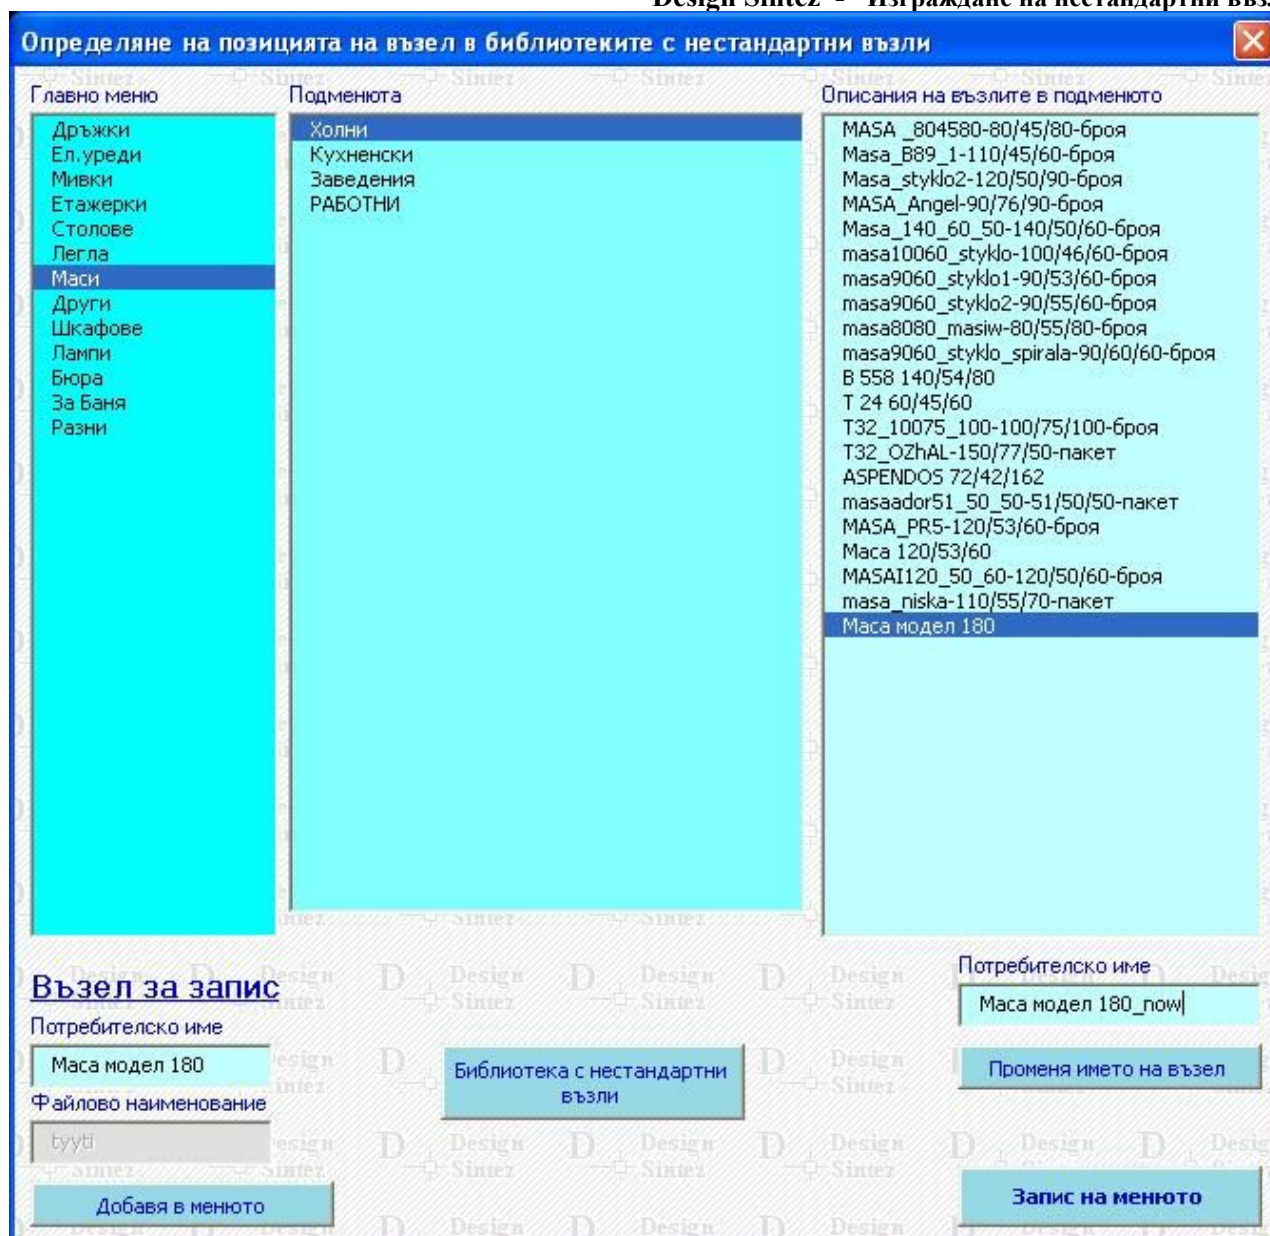 Design Sintez - Изграждане на нестандартни възл
Определяне на позицията на възел в библиотеките с нестандартни възли
Главно меню
Дръжки
Ел.уреди
Мивки
Етажерки
Столове
Легла
Маси
Други
Шкафове
Лампи
Бюра
За Баня
Разни
Подменюта
Холни
Кухненски
Заведения
РАБОТНИ
Описания на възлите в подменюто
MASA _804580-80/45/80-броя
Masa_B89_1-110/45/60-броя
Masa_styklo2-120/50/90-броя
MASA_Angel-90/76/90-броя
Masa_140_60_50-140/50/60-броя
masa10060_styklo-100/46/60-броя
masa9060_styklo1-90/53/60-броя
masa9060_styklo2-90/55/60-броя
masa8080_masiw-80/55/80-броя
masa9060_styklo_spirala-90/60/60-броя
B 558 140/54/80
T 24 60/45/60
T32_10075_100-100/75/100-броя
T32_OZhAL-150/77/50-пакет
ASPENDOS 72/42/162
masaador51_50_50-51/50/50-пакет
MASA_PR5-120/53/60-броя
Маса 120/53/60
MASAI120_50_60-120/50/60-броя
masa_niska-110/55/70-пакет
Маса модел 180
Възел за запис
Потребителско име
Маса модел 180
Файлово наименование
tyyti
Добавя в менюто
Библиотека с нестандартни
възли
Потребителско име
Маса модел 180_now
Променя името на възел
Запис на менюто